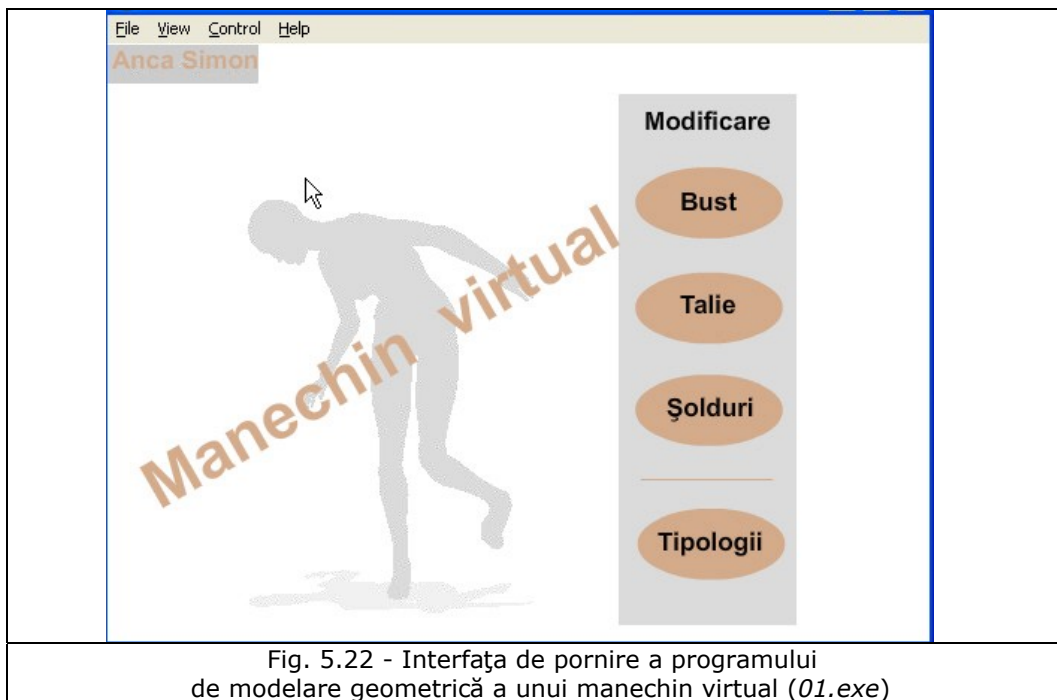 File View Control Help
Anca Simon
Modificare
Bust
Talie
Şolduri
Tipologii
Manechin virtual
Fig. 5.22 - Interfaţa de pornire a programului
de modelare geometrică a unui manechin virtual (01.exe)